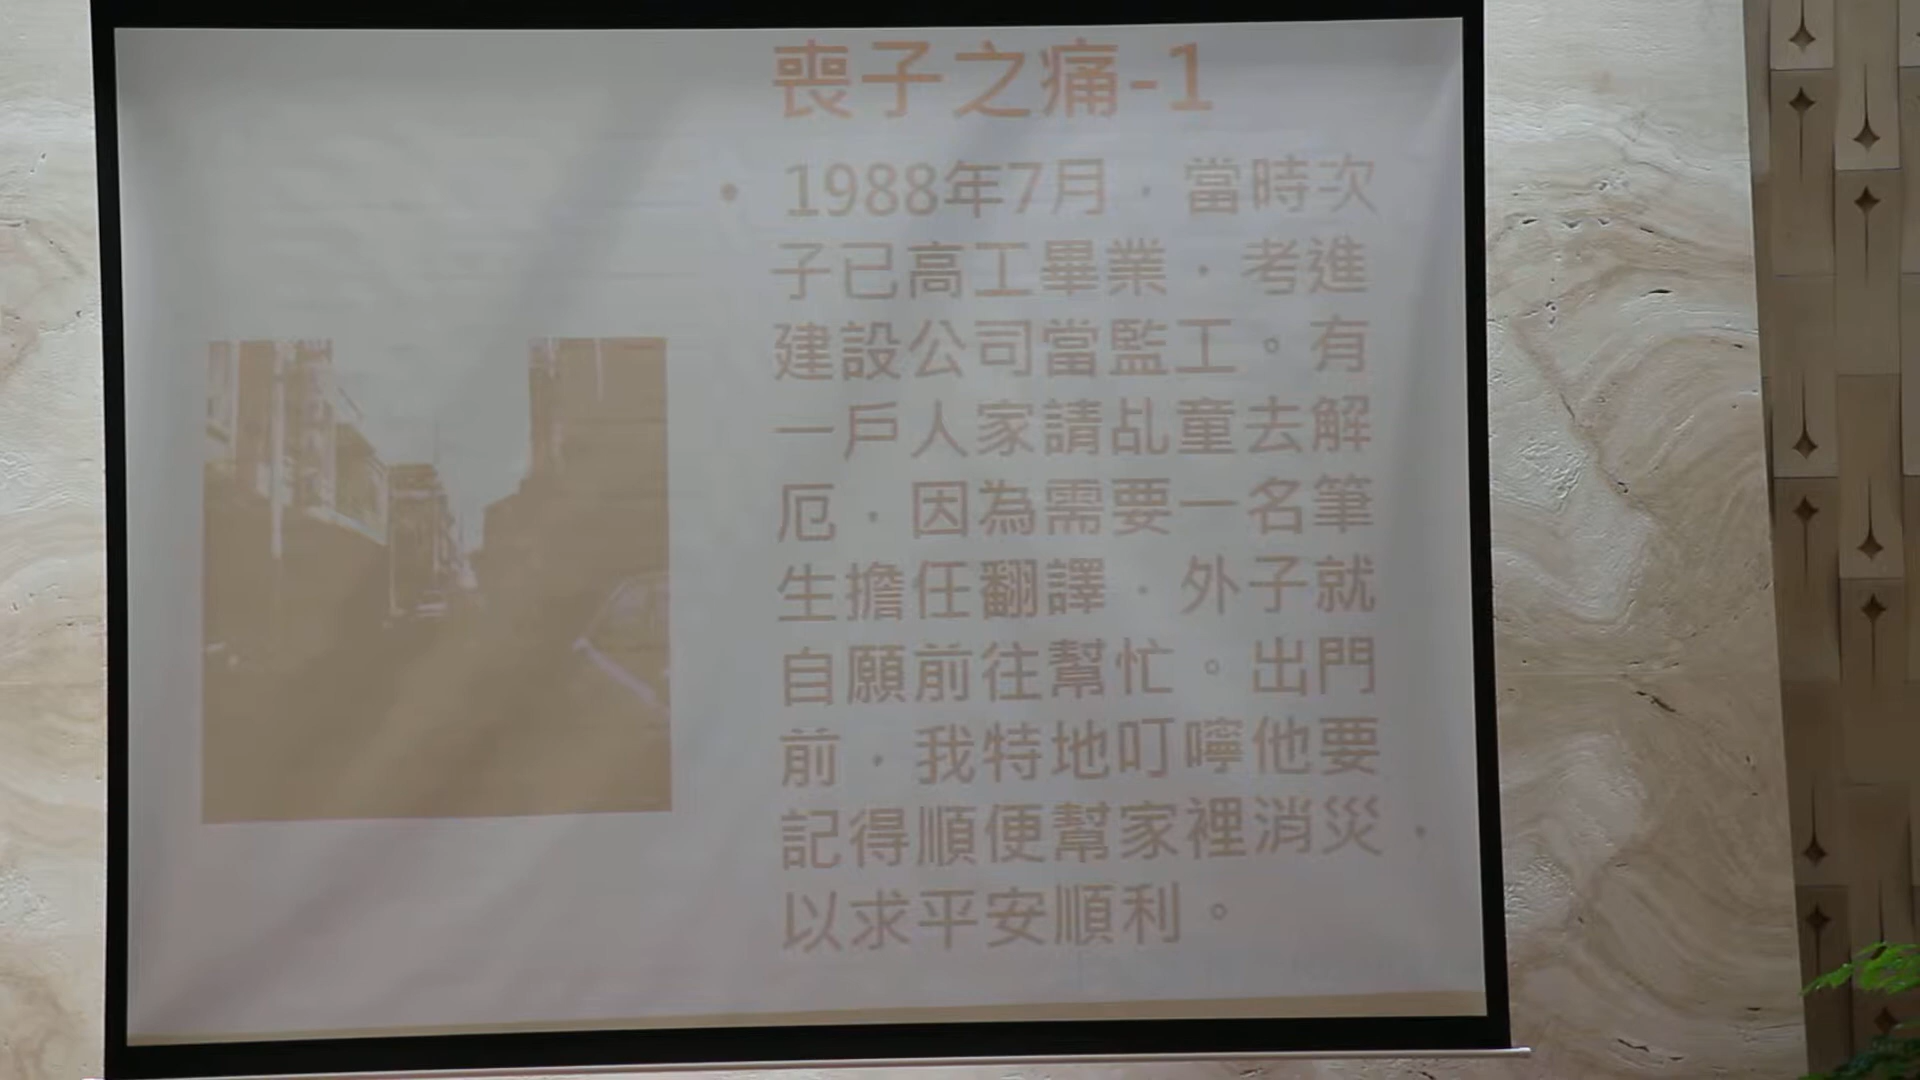 喪子之痛-1
• 1988年7月，當時次
子已高工畢業，考進
建設公司當監工。有
一戶人家請乩童去解
厄，因為需要一名筆
生擔任翻譯，外子就
自願前往幫忙。出門
前，我特地叮嚀他要
記得順便幫家裡消災，
以求平安順利。